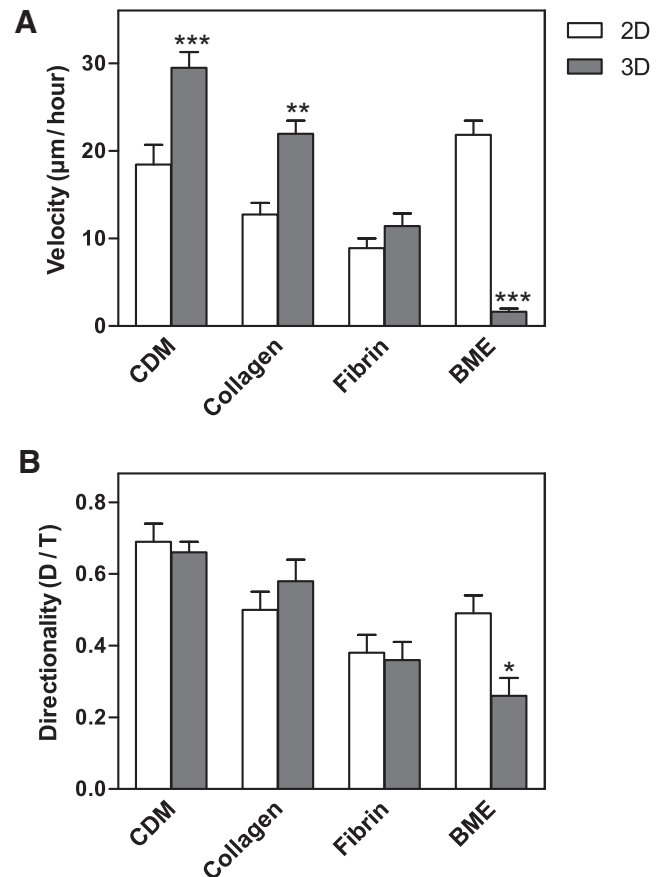 A
2D
3D
Velocity (µm / hour)
30
20
10
0
***
**
***
CDM
Collagen
Fibrin
BME
B
Directionality (D / T)
0.8
0.6
0.4
0.2
0.0
*
CDM
Collagen
Fibrin
BME